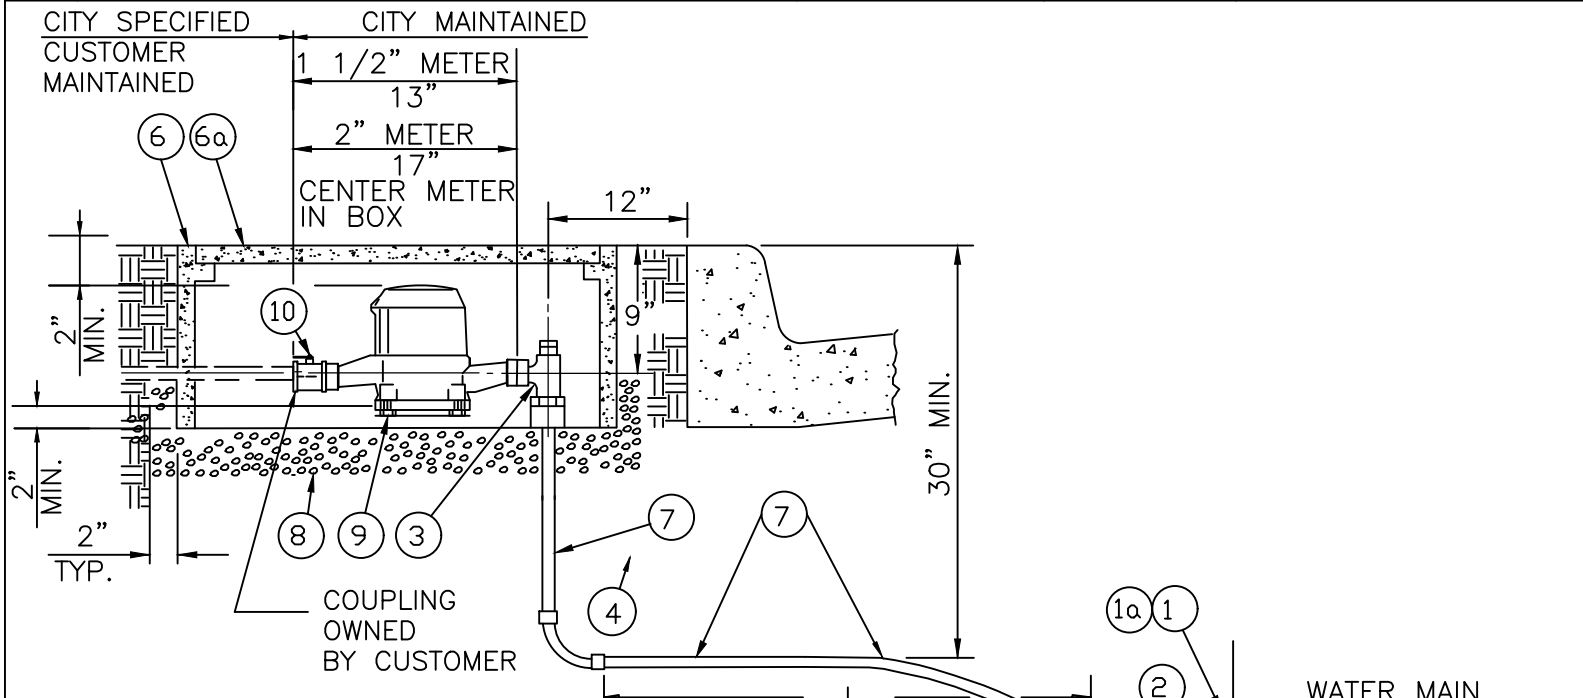 CITY SPECIFIED
CUSTOMER
MAINTAINED
CITY MAINTAINED
1 1/2" METER
13"
2" METER
17"
CENTER METER
IN BOX
6
6a
12"
10
9"
2"
MIN.
30" MIN.
2"
MIN.
2"
TYP.
8
9
3
7
7
4
COUPLING
OWNED
BY CUSTOMER
1a
1
2
L
WATER MAIN